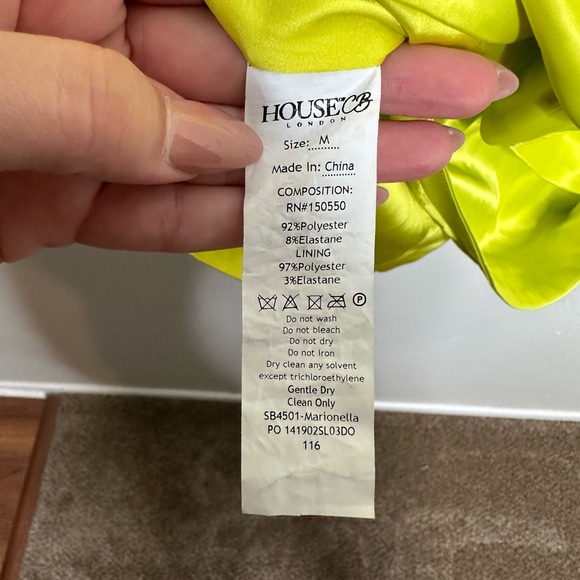 HOUSE OF CB
LONDON
Size: M
Made In: China
COMPOSITION:
RN#150550
92%Polyester
8%Elastane
LINING
97%Polyester
3%Elastane
P
Do not wash
Do not bleach
Do not dry
Do not iron
Dry clean any solvent
except trichloroethylene
Gentle Dry
Clean Only
SB4501-Marionella
PO 141902SL03DO
116